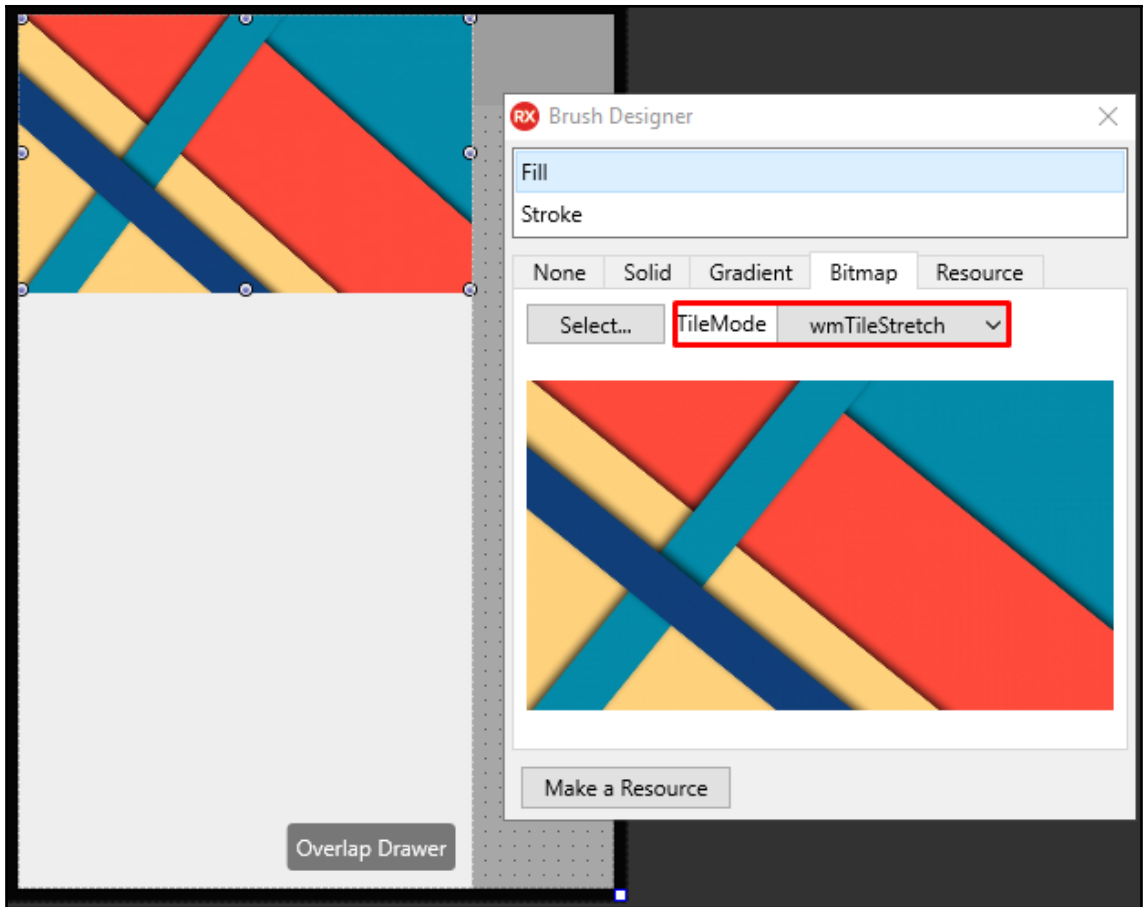 RX Brush Designer
Fill
Stroke
None Solid Gradient Bitmap Resource
Select... TileMode wmTileStretch
Make a Resource
Overlap Drawer